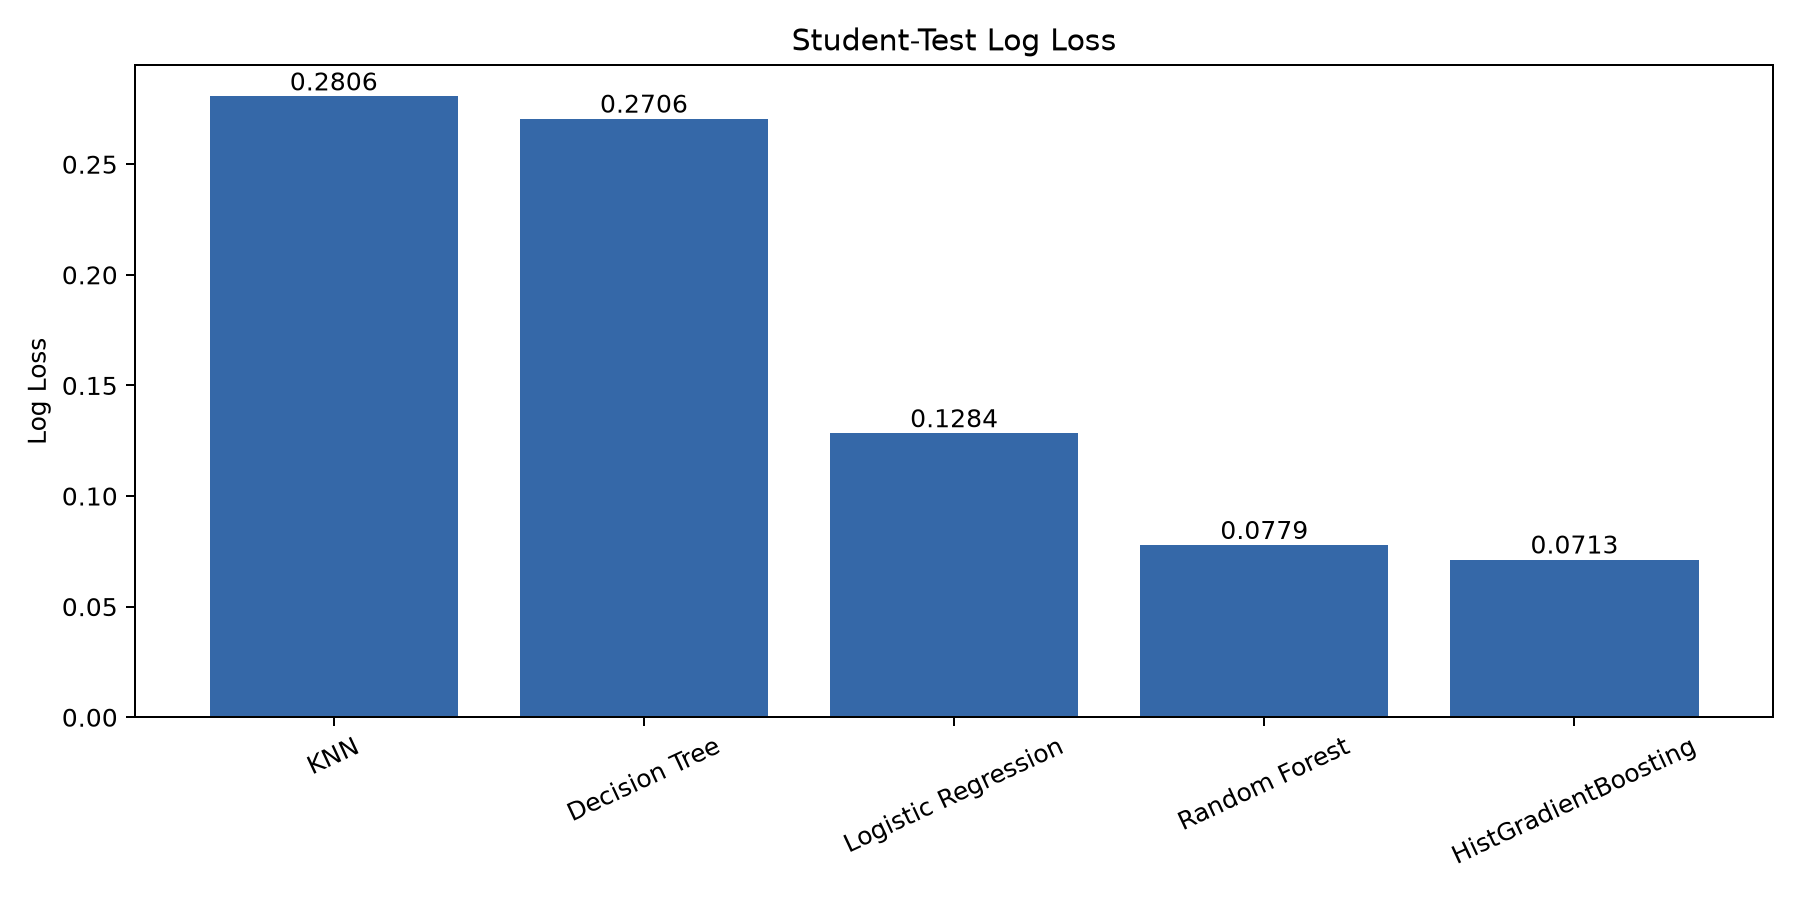 Student-Test Log Loss
0.2806
0.2706
0.1284
0.0779
0.0713
Log Loss
0.25
0.20
0.15
0.10
0.05
0.00
KNN
Decision Tree
Logistic Regression
Random Forest
HistGradientBoosting